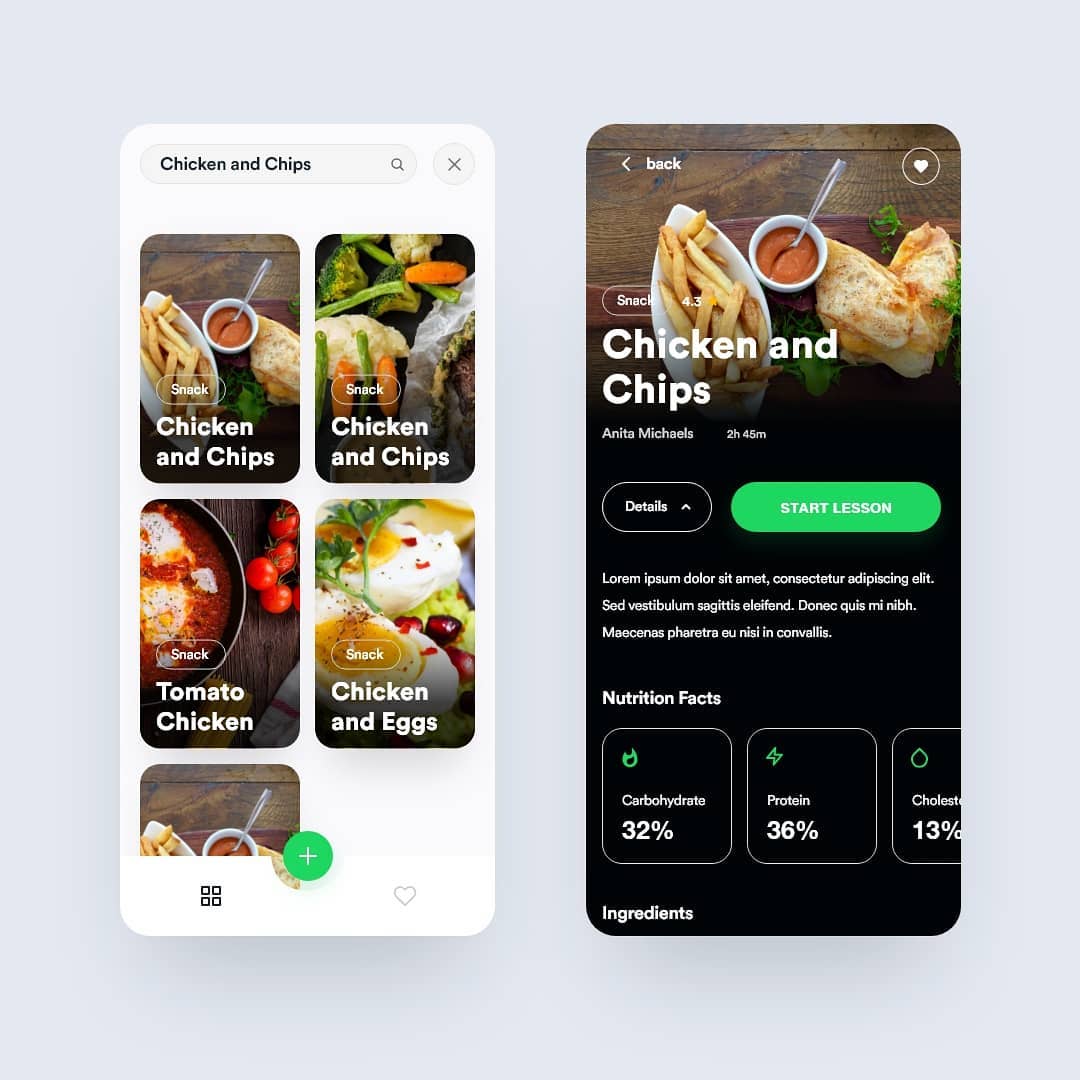 Chicken and Chips
Snack
Chicken
and Chips
Snack
Chicken
and Chips
Snack
Tomato
Chicken
Snack
Chicken
and Eggs
back
Snack 4.3
Chicken and
Chips
Anita Michaels 2h 45m
Details START LESSON
Lorem ipsum dolor sit amet, consectetur adipiscing elit.
Sed vestibulum sagittis eleifend. Donec quis mi nibh.
Maecenas pharetra eu nisi in convallis.
Nutrition Facts
Carbohydrate
32%
Protein
36%
Cholest
13%
Ingredients